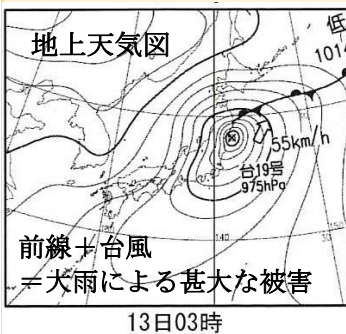 地上天気図
低
1014
55km/h
台19号
975hPa
140
前線＋台風
＝大雨による甚大な被害
13日03時